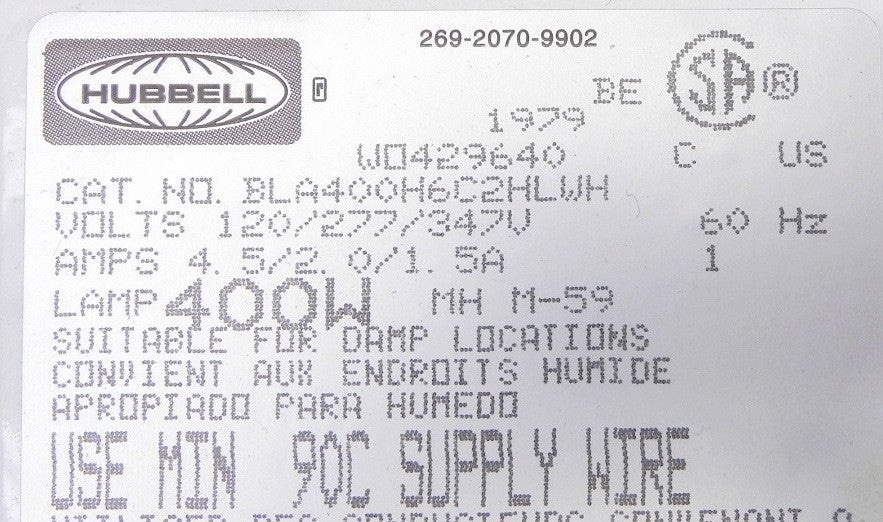 269-2070-9902
HUBBELL
BE
SA ®
1979
W0429640 C US
CAT. NO. BLA400H6C2HLWH
VOLTS 120/277/347V 60 Hz
AMPS 4.5/2.0/1.5A 1
LAMP 400W MH M-59
SUITABLE FOR DAMP LOCATIONS
CONVIENT AUX ENDROITS HUMIDE
APROPIADO PARA HUMEDO
USE MIN 90C SUPPLY WIRE